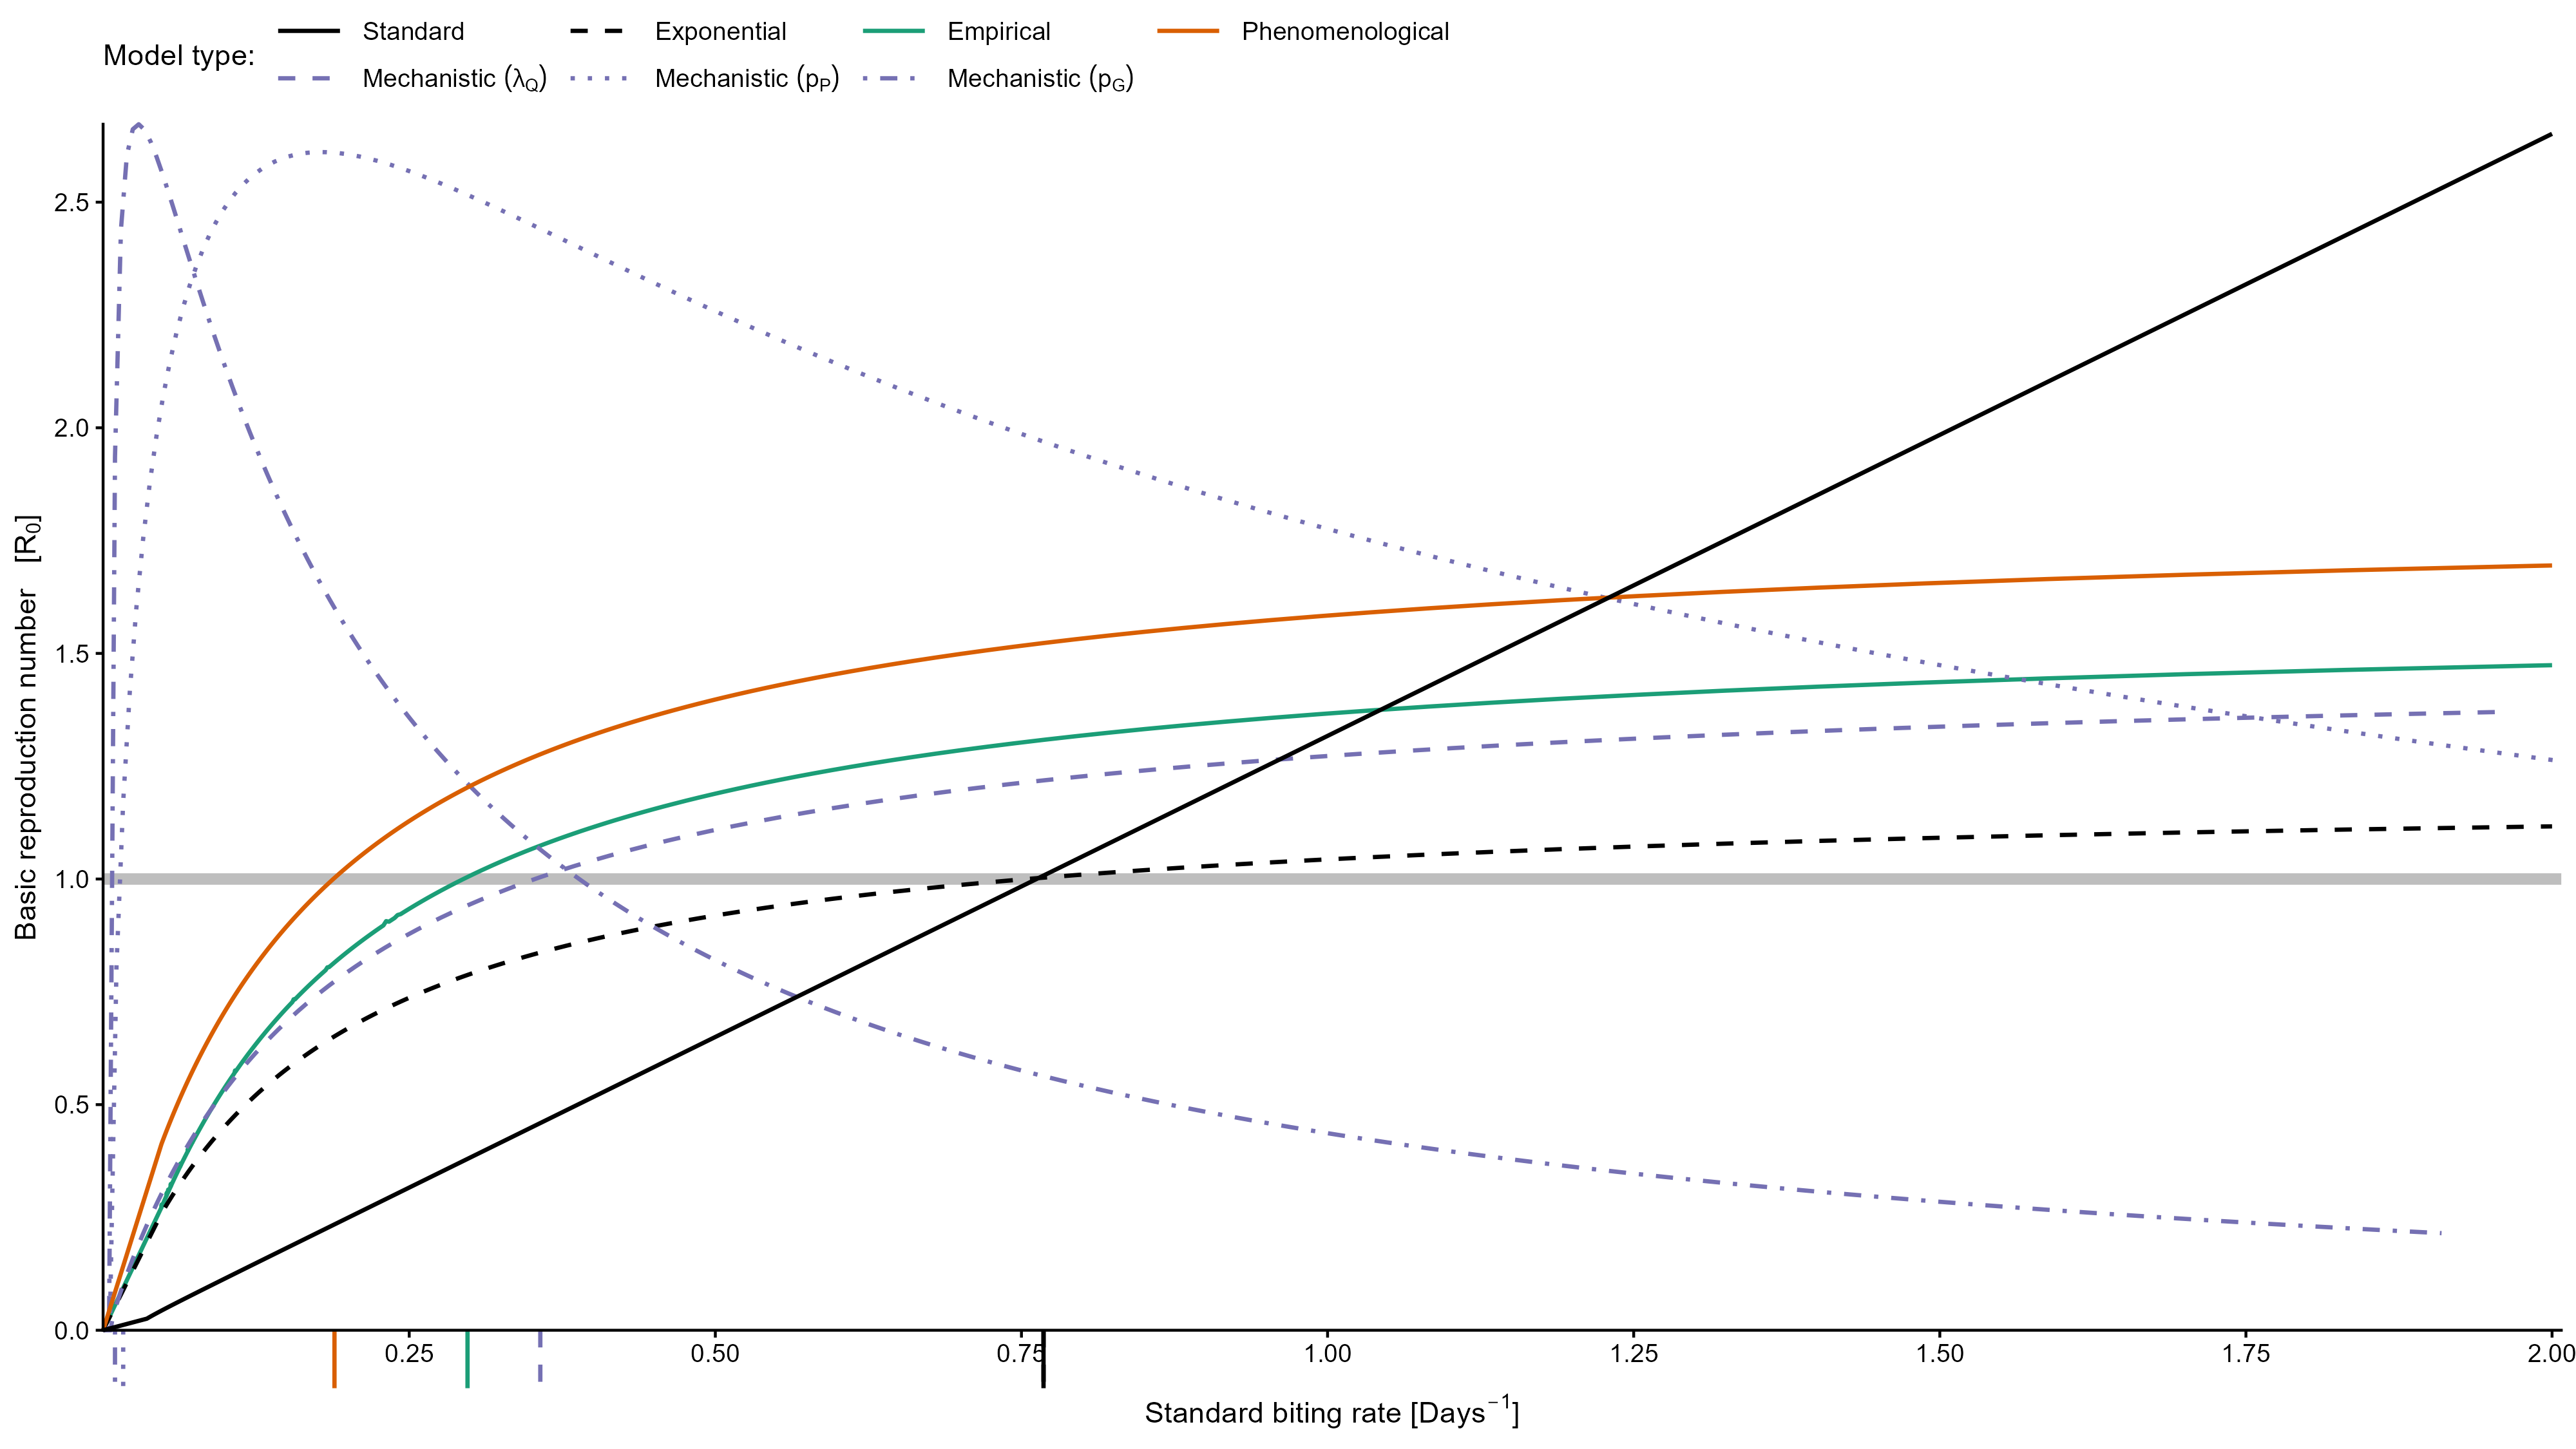 Model type:
Standard
Exponential
Empirical
Phenomenological
Mechanistic (λQ)
Mechanistic (pP)
Mechanistic (pG)
Basic reproduction number [R0]
2.5
2.0
1.5
1.0
0.5
0.0
0.25
0.50
0.75
1.00
1.25
1.50
1.75
2.00
Standard biting rate [Days−1]